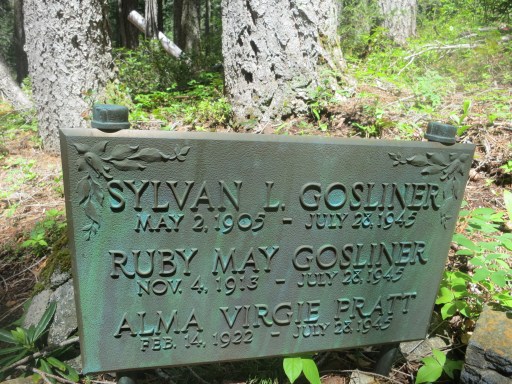 SYLVAN L. GOSLINER
MAY 2, 1905 - JULY 28, 1945
RUBY MAY GOSLINER
NOV. 4, 1913 - JULY 28, 1945
ALMA VIRGIE PRATT
FEB. 14, 1922 - JULY 28, 1945